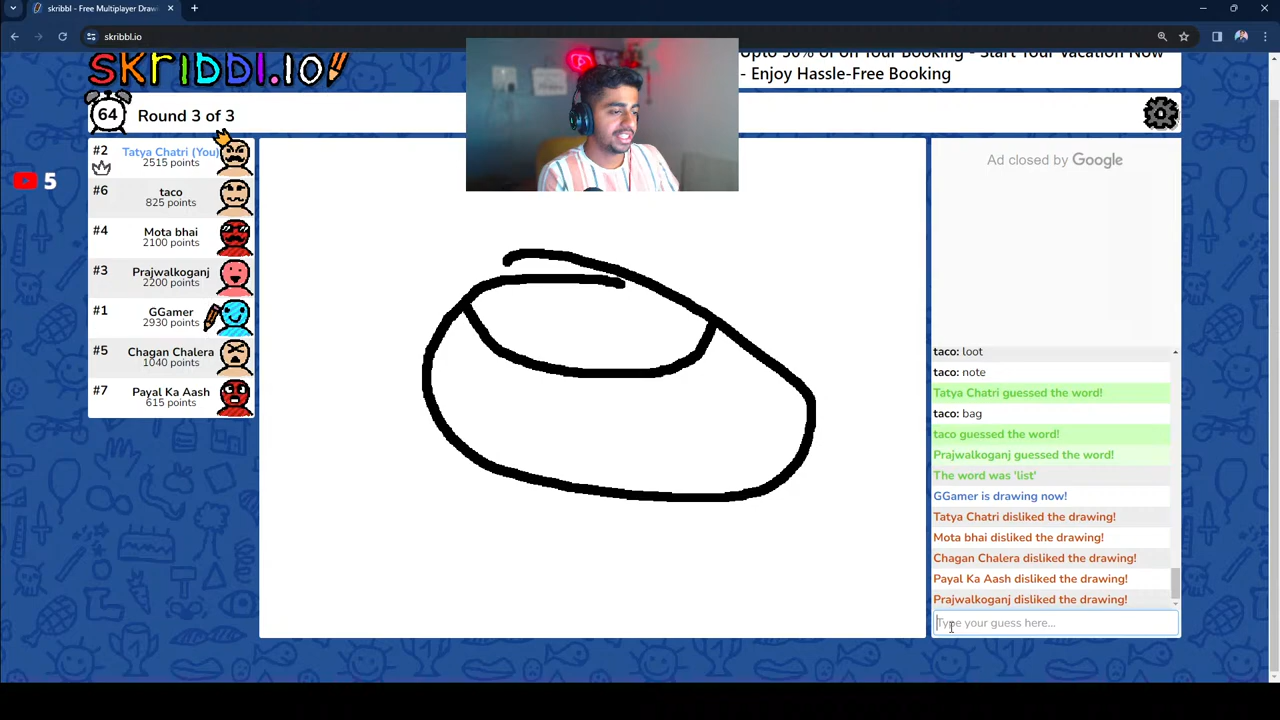 skribbl - Free Multiplayer Draw
skribbl.io
skribbl.io
Upto 50% of off Your Booking - Start Your Vacation Now
- Enjoy Hassle-Free Booking
64
Round 3 of 3
5
#2 Tatya Chatri (You)
2515 points
#6 taco
825 points
#4 Mota bhai
2100 points
#3 Prajwalkoganj
2200 points
#1 GGamer
2930 points
#5 Chagan Chalera
1040 points
#7 Payal Ka Aash
615 points
Ad closed by Google
taco: loot
taco: note
Tatya Chatri guessed the word!
taco: bag
taco guessed the word!
Prajwalkoganj guessed the word!
The word was 'list'
GGamer is drawing now!
Tatya Chatri disliked the drawing!
Mota bhai disliked the drawing!
Chagan Chalera disliked the drawing!
Payal Ka Aash disliked the drawing!
Prajwalkoganj disliked the drawing!
Type your guess here...